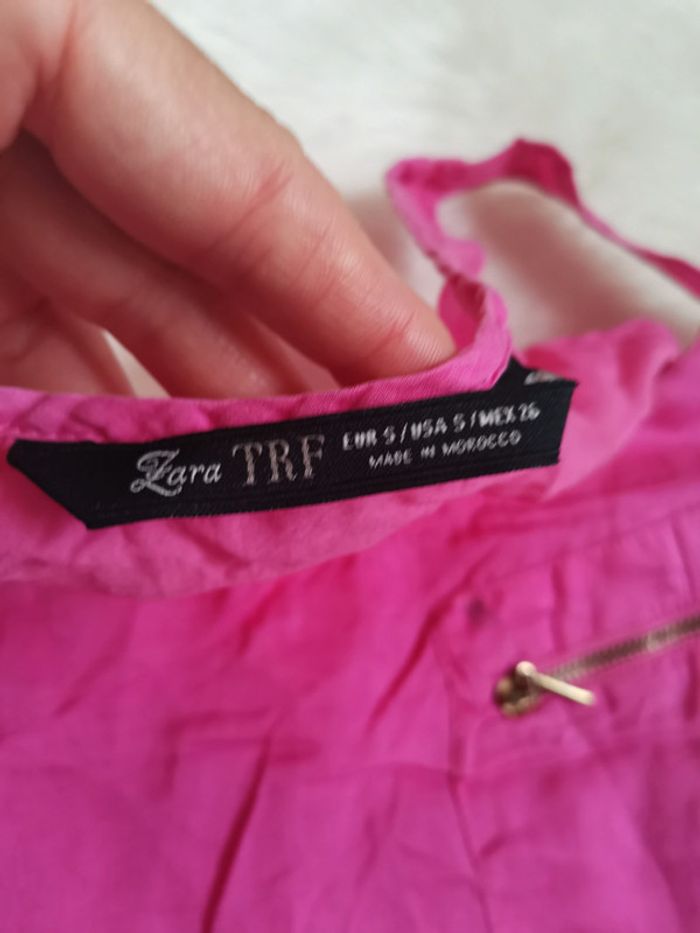 Zara TRF EUR S / USA S / MEX 26
MADE IN MOROCCO